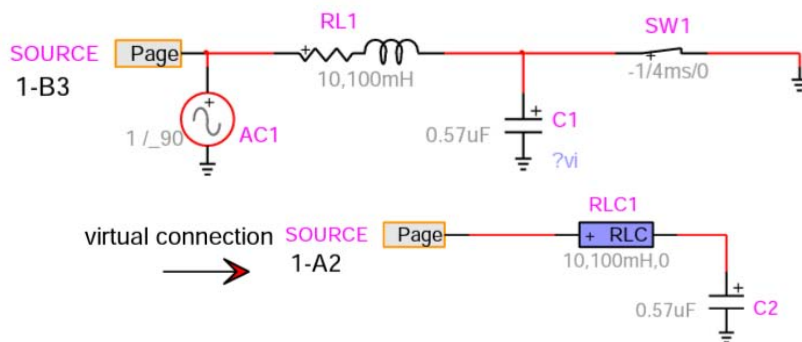 RL1
SW1
SOURCE Page
1-B3
10,100mH
-1/4ms/0
1 /_90 AC1
0.57uF C1
?vi
RLC1
virtual connection SOURCE Page + RLC
1-A2
10,100mH,0
0.57uF C2